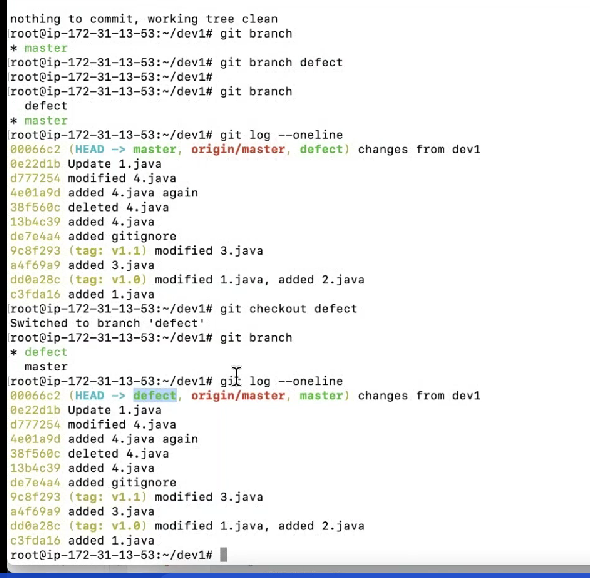 nothing to commit, working tree clean
root@ip-172-31-13-53:~/dev1# git branch
* master
root@ip-172-31-13-53:~/dev1# git branch defect
root@ip-172-31-13-53:~/dev1#
root@ip-172-31-13-53:~/dev1# git branch
  defect
* master
root@ip-172-31-13-53:~/dev1# git log --oneline
00066c2 (HEAD -> master, origin/master, defect) changes from dev1
0e22d1b Update 1.java
d777254 modified 4.java
4e01a9d added 4.java again
38f560c deleted 4.java
13b4c39 added 4.java
de7e4a4 added gitignore
9c8f293 (tag: v1.1) modified 3.java
a4f69a9 added 3.java
dd0a28c (tag: v1.0) modified 1.java, added 2.java
c3fda16 added 1.java
root@ip-172-31-13-53:~/dev1# git checkout defect
Switched to branch 'defect'
root@ip-172-31-13-53:~/dev1# git branch
* defect
  master
root@ip-172-31-13-53:~/dev1# git log --oneline
00066c2 (HEAD -> defect, origin/master, master) changes from dev1
0e22d1b Update 1.java
d777254 modified 4.java
4e01a9d added 4.java again
38f560c deleted 4.java
13b4c39 added 4.java
de7e4a4 added gitignore
9c8f293 (tag: v1.1) modified 3.java
a4f69a9 added 3.java
dd0a28c (tag: v1.0) modified 1.java, added 2.java
c3fda16 added 1.java
root@ip-172-31-13-53:~/dev1#